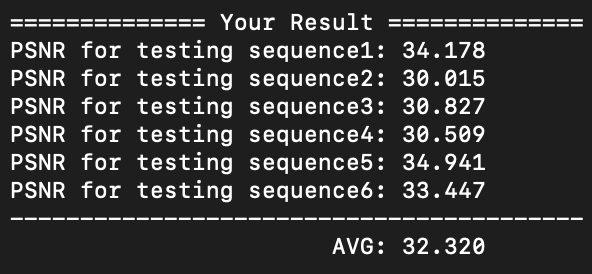 ============== Your Result ==============
PSNR for testing sequence1: 34.178
PSNR for testing sequence2: 30.015
PSNR for testing sequence3: 30.827
PSNR for testing sequence4: 30.509
PSNR for testing sequence5: 34.941
PSNR for testing sequence6: 33.447
-----------------------------------------
AVG: 32.320